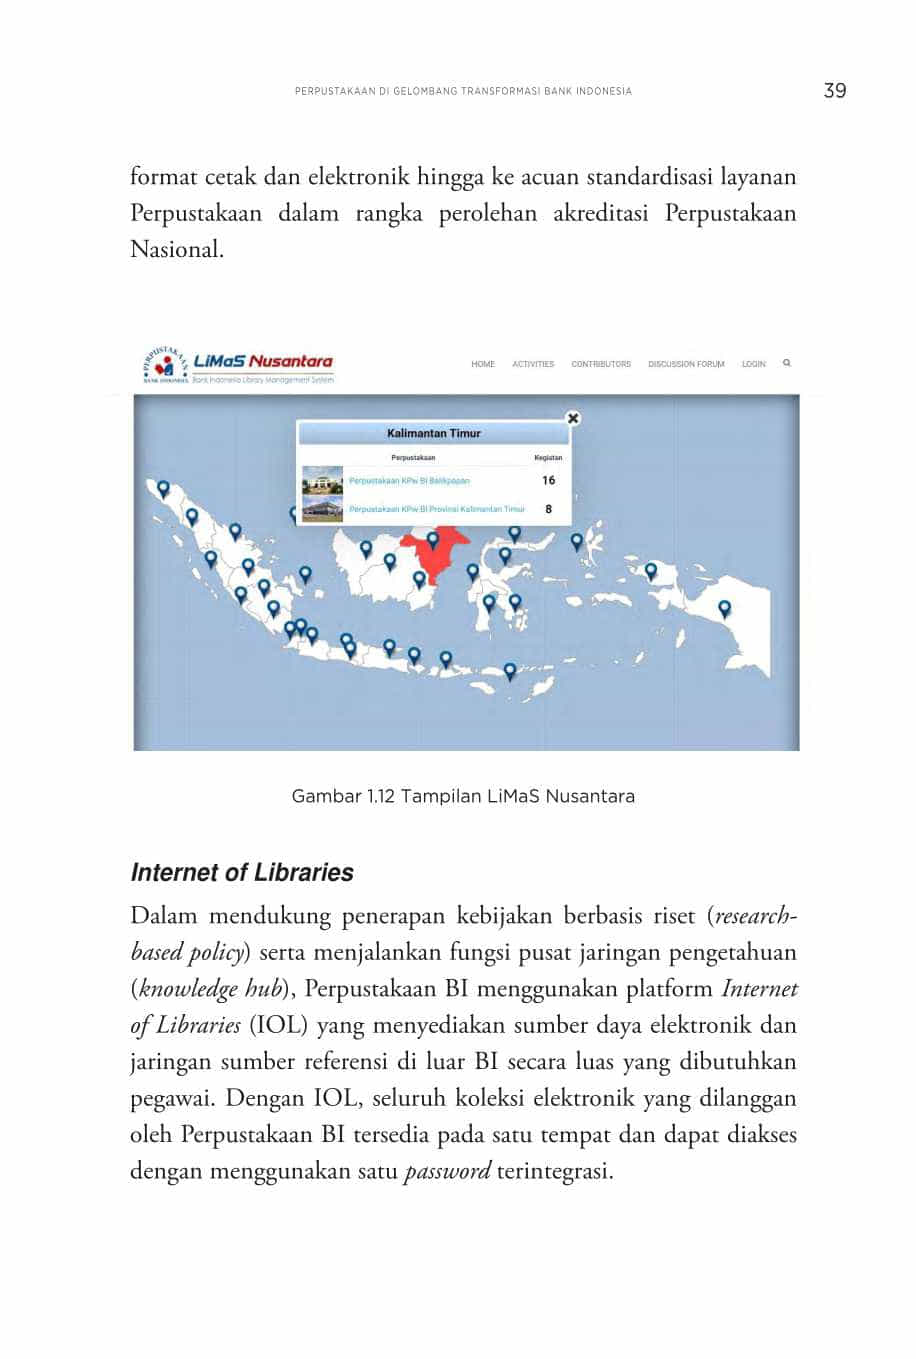 PERPUSTAKAAN DI GELOMBANG TRANSFORMASI BANK INDONESIA
39
format cetak dan elektronik hingga ke acuan standardisasi layanan
Perpustakaan dalam rangka perolehan akreditasi Perpustakaan
Nasional.
PERPUSTAKAAN
BANK INDONESIA
LiMaS Nusantara
Bank Indonesia Library Management System
HOME ACTIVITIES CONTRIBUTORS DISCUSSION FORUM LOGIN
Kalimantan Timur
Perpustakaan Kegiatan
Perpustakaan KPw BI Balikpapan 16
Perpustakaan KPw BI Provinsi Kalimantan Timur 8
Gambar 1.12 Tampilan LiMaS Nusantara
Internet of Libraries
Dalam mendukung penerapan kebijakan berbasis riset (research-
based policy) serta menjalankan fungsi pusat jaringan pengetahuan
(knowledge hub), Perpustakaan BI menggunakan platform Internet
of Libraries (IOL) yang menyediakan sumber daya elektronik dan
jaringan sumber referensi di luar BI secara luas yang dibutuhkan
pegawai. Dengan IOL, seluruh koleksi elektronik yang dilanggan
oleh Perpustakaan BI tersedia pada satu tempat dan dapat diakses
dengan menggunakan satu password terintegrasi.